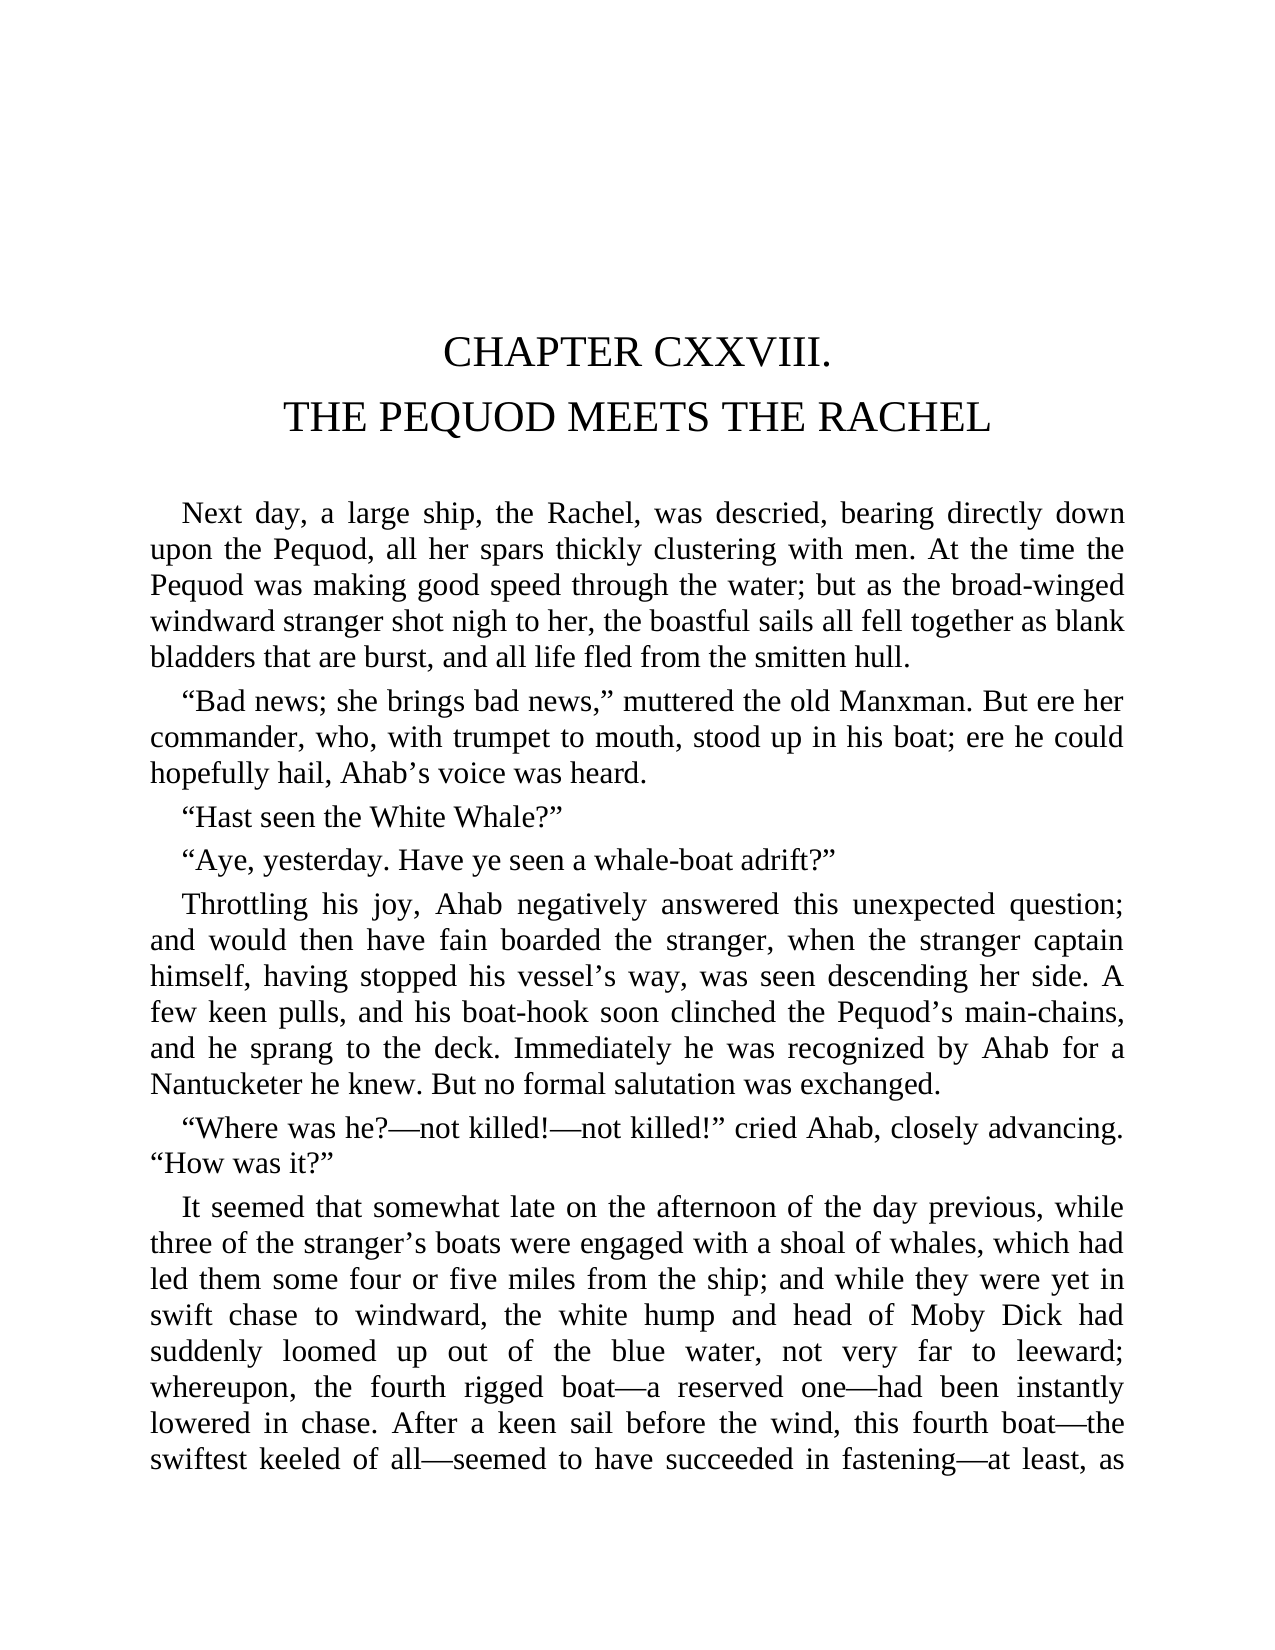 CHAPTER CXXVIII.
THE PEQUOD MEETS THE RACHEL
Next day, a large ship, the Rachel, was descried, bearing directly down
upon the Pequod, all her spars thickly clustering with men. At the time the
Pequod was making good speed through the water; but as the broad-winged
windward stranger shot nigh to her, the boastful sails all fell together as blank
bladders that are burst, and all life fled from the smitten hull.
“Bad news; she brings bad news,” muttered the old Manxman. But ere her
commander, who, with trumpet to mouth, stood up in his boat; ere he could
hopefully hail, Ahab’s voice was heard.
“Hast seen the White Whale?”
“Aye, yesterday. Have ye seen a whale-boat adrift?”
Throttling his joy, Ahab negatively answered this unexpected question;
and would then have fain boarded the stranger, when the stranger captain
himself, having stopped his vessel’s way, was seen descending her side. A
few keen pulls, and his boat-hook soon clinched the Pequod’s main-chains,
and he sprang to the deck. Immediately he was recognized by Ahab for a
Nantucketer he knew. But no formal salutation was exchanged.
“Where was he?—not killed!—not killed!” cried Ahab, closely advancing.
“How was it?”
It seemed that somewhat late on the afternoon of the day previous, while
three of the stranger’s boats were engaged with a shoal of whales, which had
led them some four or five miles from the ship; and while they were yet in
swift chase to windward, the white hump and head of Moby Dick had
suddenly loomed up out of the blue water, not very far to leeward;
whereupon, the fourth rigged boat—a reserved one—had been instantly
lowered in chase. After a keen sail before the wind, this fourth boat—the
swiftest keeled of all—seemed to have succeeded in fastening—at least, as